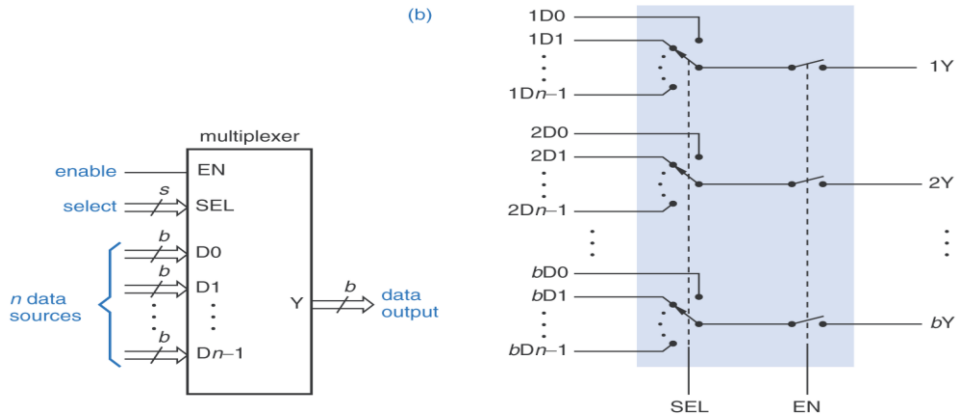 (b)
multiplexer
enable
EN
s
select
SEL
b
D0
b
D1
n data
sources
b
Dn–1
Y
b
data
output
1D0
1D1
1Dn–1
1Y
2D0
2D1
2Dn–1
2Y
bD0
bD1
bDn–1
bY
SEL
EN